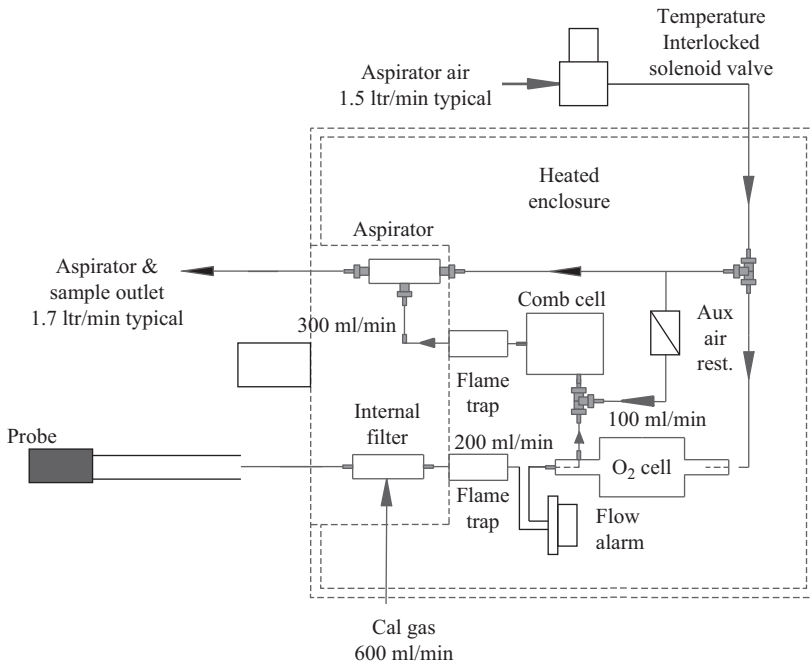 Temperature
Interlocked
solenoid valve
Aspirator air
1.5 ltr/min typical
Heated
enclosure
Aspirator
Aspirator &
sample outlet
1.7 ltr/min typical
Comb cell
Aux
air
rest.
300 ml/min
Flame
trap
100 ml/min
Internal
filter
Probe
200 ml/min
O₂ cell
Flame
trap
Flow
alarm
Cal gas
600 ml/min